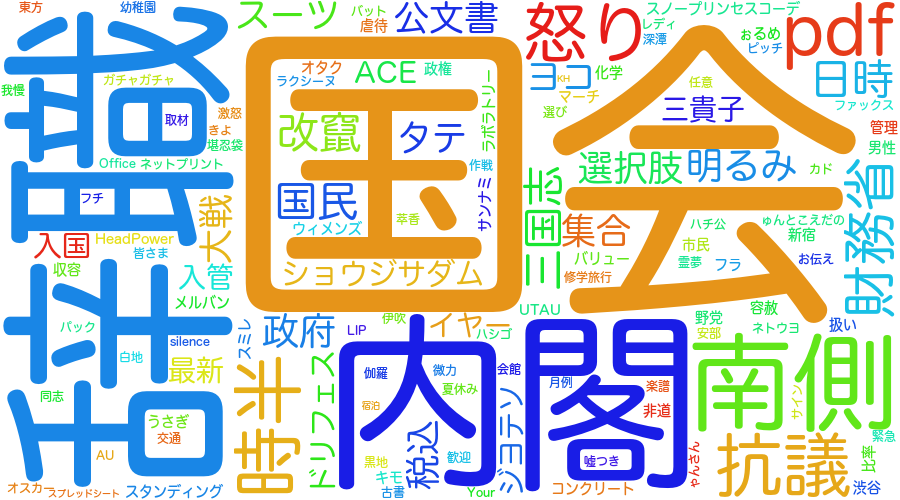 東方
幼稚園
スーツ
バット
虐待
公文書
怒り
スノープリンセスコーデ
レディ
深潭
ぉるめ
ピッチ
pdf
日時
ファックス
管理
男性
我慢
ガチャガチャ
取材
激怒
きよ
堪忍袋
Office
ネットプリント
職
フチ
国
会
オタク
ラクシーヌ
ACE
政権
改竄
タテ
ラボラトリー
作戦
国民
ウィメンズ
萃香
サンナミ
ショウジサダム
ヨコ
KH
化学
マーチ
選び
任意
三貴子
選択肢
明るみ
カド
三国志
集合
ハチ公
市民
ゅんとこえだの
新宿
バリュー
霊夢
フラ
お伝え
修学旅行
財務省
入国
HeadPower
皆さま
大戦
収容
入管
メルバン
パック
silence
白地
辞
最新
スミレ
政府
LIP
伊吹
イヤー
ハシゴ
UTAU
容赦
野党
安部
ネトウヨ
扱い
内閣
南側
同志
うさぎ
交通
AU
オスカー
スプレッドシート
スタンディング
時半
ドリフェス
伽羅
宿泊
微力
夏休み
会館
月例
楽譜
非道
サイン
緊急
比率
黒地
キモ
古書
税込
歓迎
Your
ジヨテソ
嘘つき
コンクリート
ゃんさん
抗議
渋谷